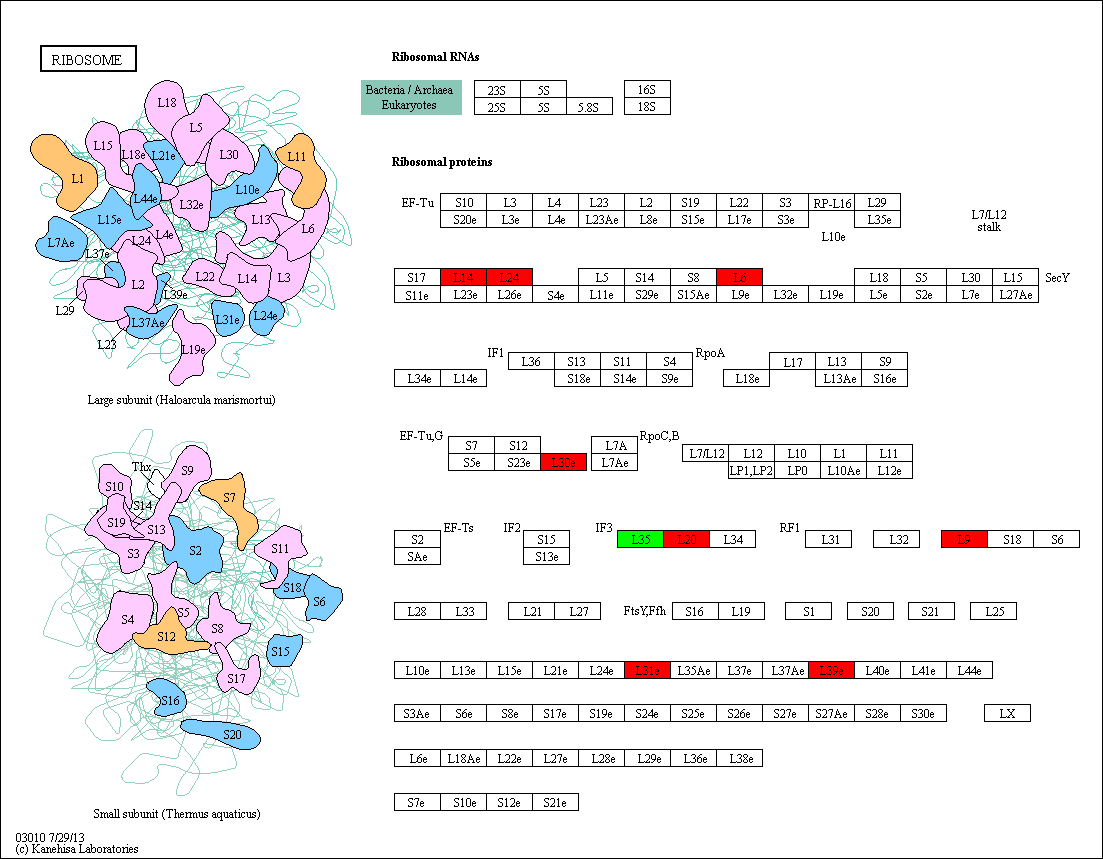 RIBOSOME
L18
L5
L15
L18e
L21e
L30
L11
L1
L44e
L10e
L32e
L15e
L13
L6
L7Ae
L24
L4e
L37e
L2
L22
L14
L3
L39e
L29
L37Ae
L31e
L24e
L23
L19e
Large subunit (Haloarcula marismortui)
Thx
S9
S10
S7
S14
S19
S13
S3
S2
S11
S18
S6
S4
S5
S8
S12
S15
S17
S16
S20
Small subunit (Thermus aquaticus)
03010 7/29/13
(c) Kanehisa Laboratories
Ribosomal RNAs
Bacteria / Archaea 23S 5S 16S
Eukaryotes 25S 5S 5.8S 18S
Ribosomal proteins
EF-Tu S10 L3 L4 L23 L2 S19 L22 S3 RP-L16 L29
S20e L3e L4e L23Ae L8e S15e L17e S3e L35e
L10e
L7/L12
stalk
S17 L14 L24 L5 S14 S8 L6 L18 S5 L30 L15 SecY
S11e L23e L26e S4e L11e S29e S15Ae L9e L32e L19e L5e S2e L7e L27Ae
IF1 L36 S13 S11 S4 RpoA L17 L13 S9
L34e L14e S18e S14e S9e L18e L13Ae S16e
EF-Tu,G S7 S12 L7A RpoC,B L7/L12 L12 L10 L1 L11
S5e S23e L30e L7Ae LP1,LP2 LP0 L10Ae L12e
S2 EF-Ts IF2 S15 IF3 L35 L20 L34 RF1 L31 L32 L9 S18 S6
SAe S13e
L28 L33 L21 L27 FtsY,Ffh S16 L19 S1 S20 S21 L25
L10e L13e L15e L21e L24e L31e L35Ae L37e L37Ae L39e L40e L41e L44e
S3Ae S6e S8e S17e S19e S24e S25e S26e S27e S27Ae S28e S30e LX
L6e L18Ae L22e L27e L28e L29e L36e L38e
S7e S10e S12e S21e